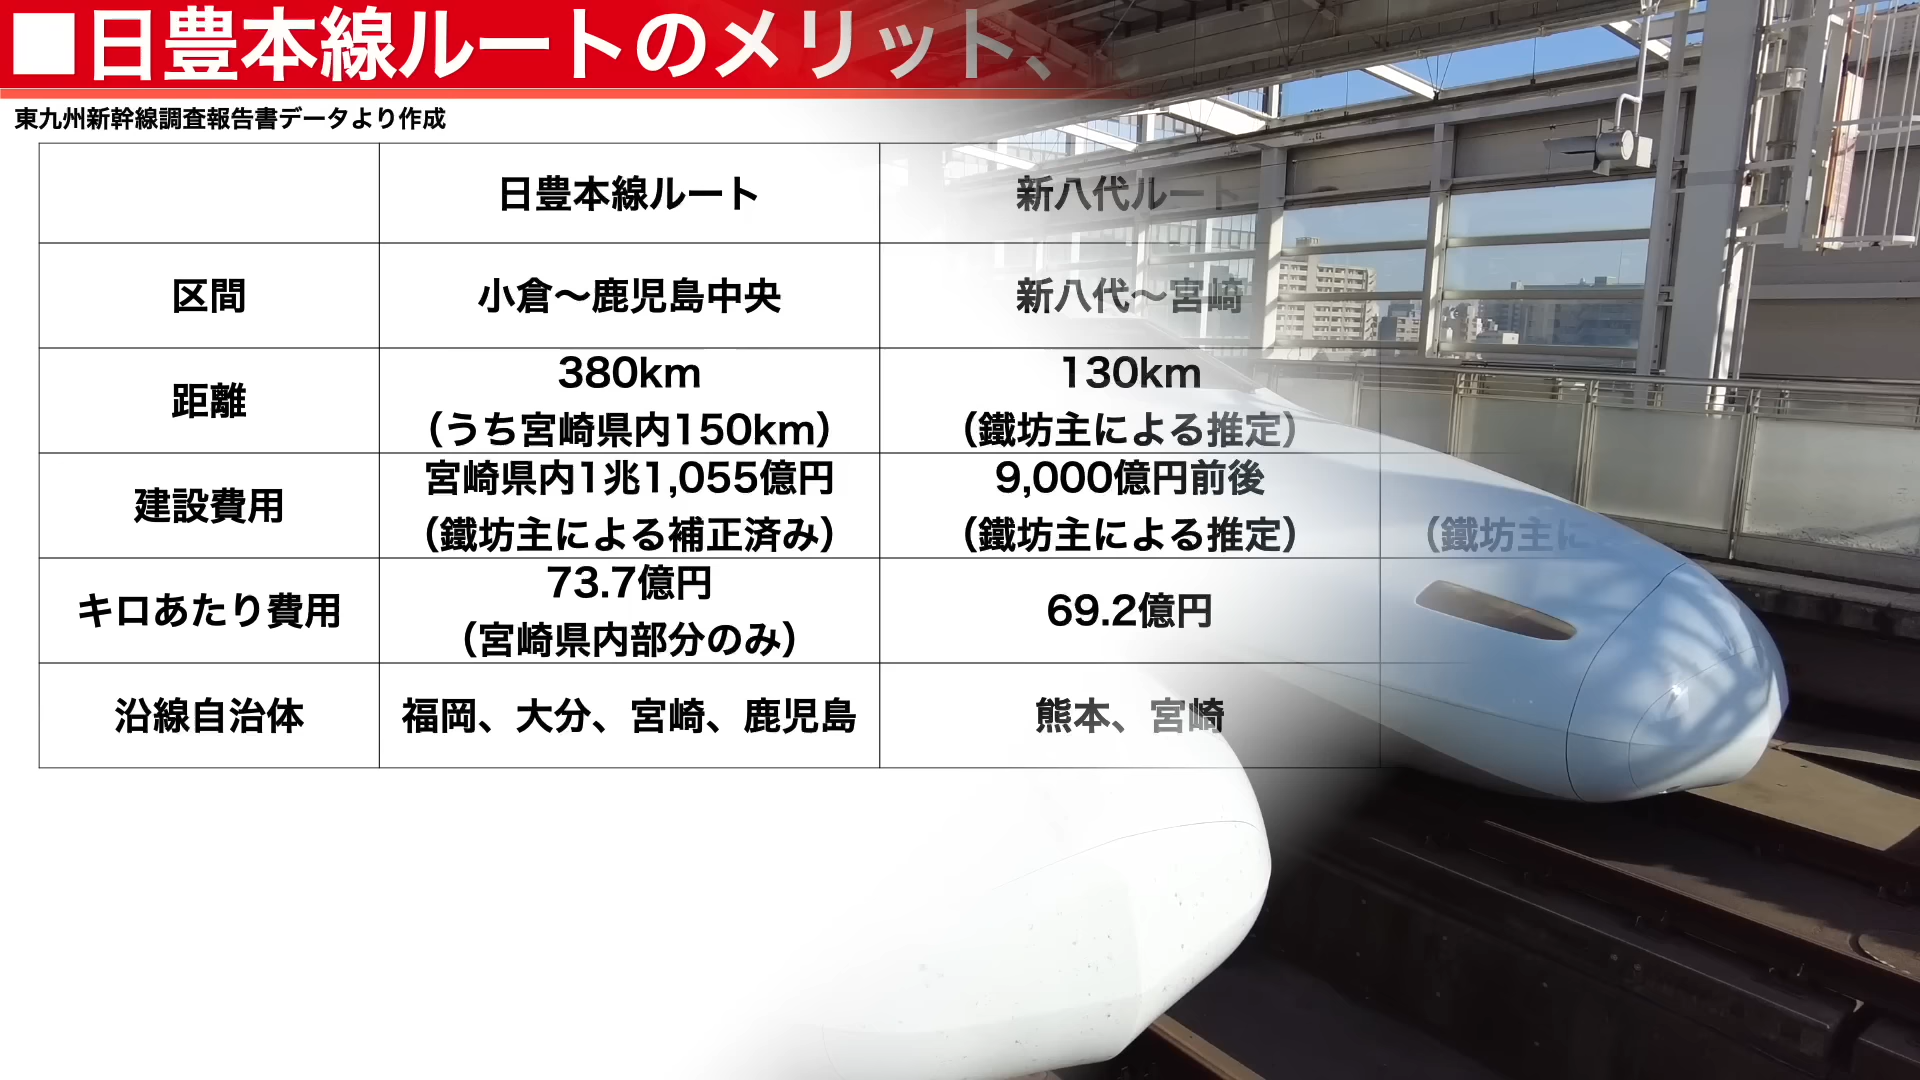 ■日豊本線ルートのメリット、
東九州新幹線調査報告書データより作成
日豊本線ルート 新八代ルート
区間 小倉〜鹿児島中央 新八代〜宮崎
距離 380km 130km
（うち宮崎県内150km） （鐵坊主による推定）
建設費用 宮崎県内1兆1,055億円 9,000億円前後
（鐵坊主による補正済み） （鐵坊主による推定） （鐵坊主に
キロあたり費用 73.7億円 69.2億円
（宮崎県内部分のみ）
沿線自治体 福岡、大分、宮崎、鹿児島 熊本、宮崎